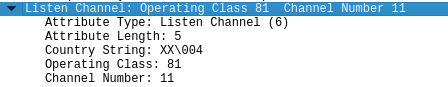 Listen Channel: Operating Class 81  Channel Number 11
Attribute Type: Listen Channel (6)
Attribute Length: 5
Country String: XX\004
Operating Class: 81
Channel Number: 11